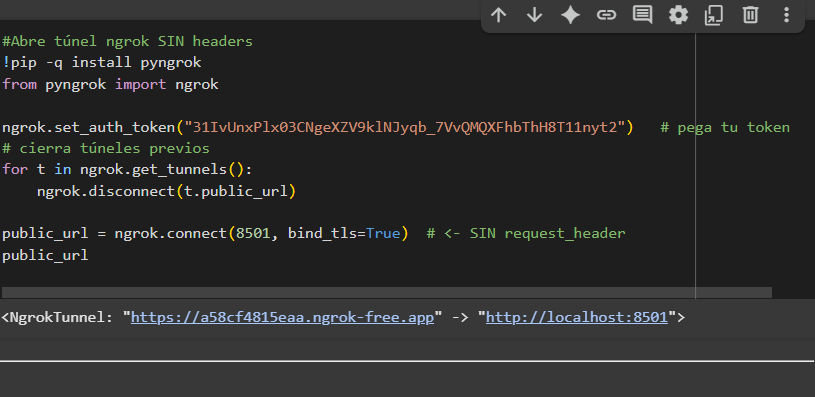 #Abre túnel ngrok SIN headers
!pip -q install pyngrok
from pyngrok import ngrok
ngrok.set_auth_token("31IvUnxPlx03CNgeXZV9klNJyqb_7VvQMQXFhbThH8T11nyt2")   # pega tu token
# cierra túneles previos
for t in ngrok.get_tunnels():
    ngrok.disconnect(t.public_url)
public_url = ngrok.connect(8501, bind_tls=True)  # <- SIN request_header
public_url
<NgrokTunnel: "https://a58cf4815eaa.ngrok-free.app" -> "http://localhost:8501">